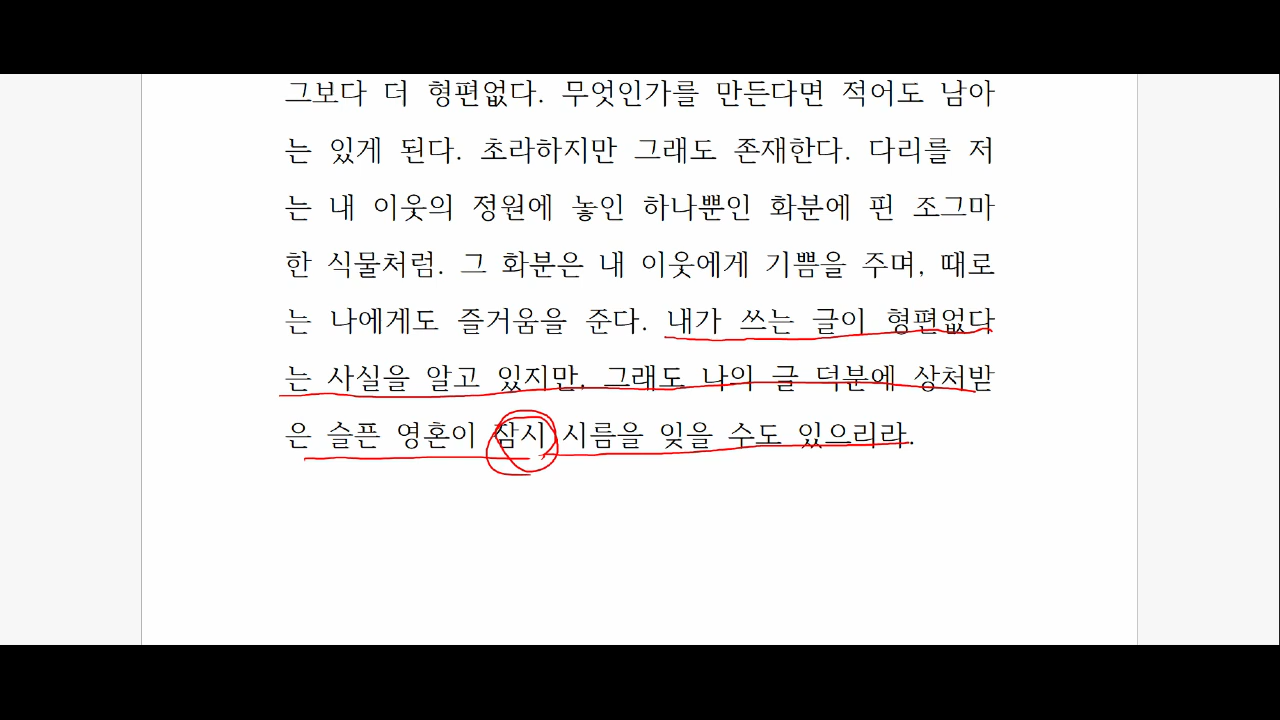 그보다 더 형편없다. 무엇인가를 만든다면 적어도 남아
는 있게 된다. 초라하지만 그래도 존재한다. 다리를 저
는 내 이웃의 정원에 놓인 하나뿐인 화분에 핀 조그마
한 식물처럼. 그 화분은 내 이웃에게 기쁨을 주며, 때로
는 나에게도 즐거움을 준다. 내가 쓰는 글이 형편없다
는 사실을 알고 있지만, 그래도 나의 글 덕분에 상처받
은 슬픈 영혼이 잠시 시름을 잊을 수도 있으리라.